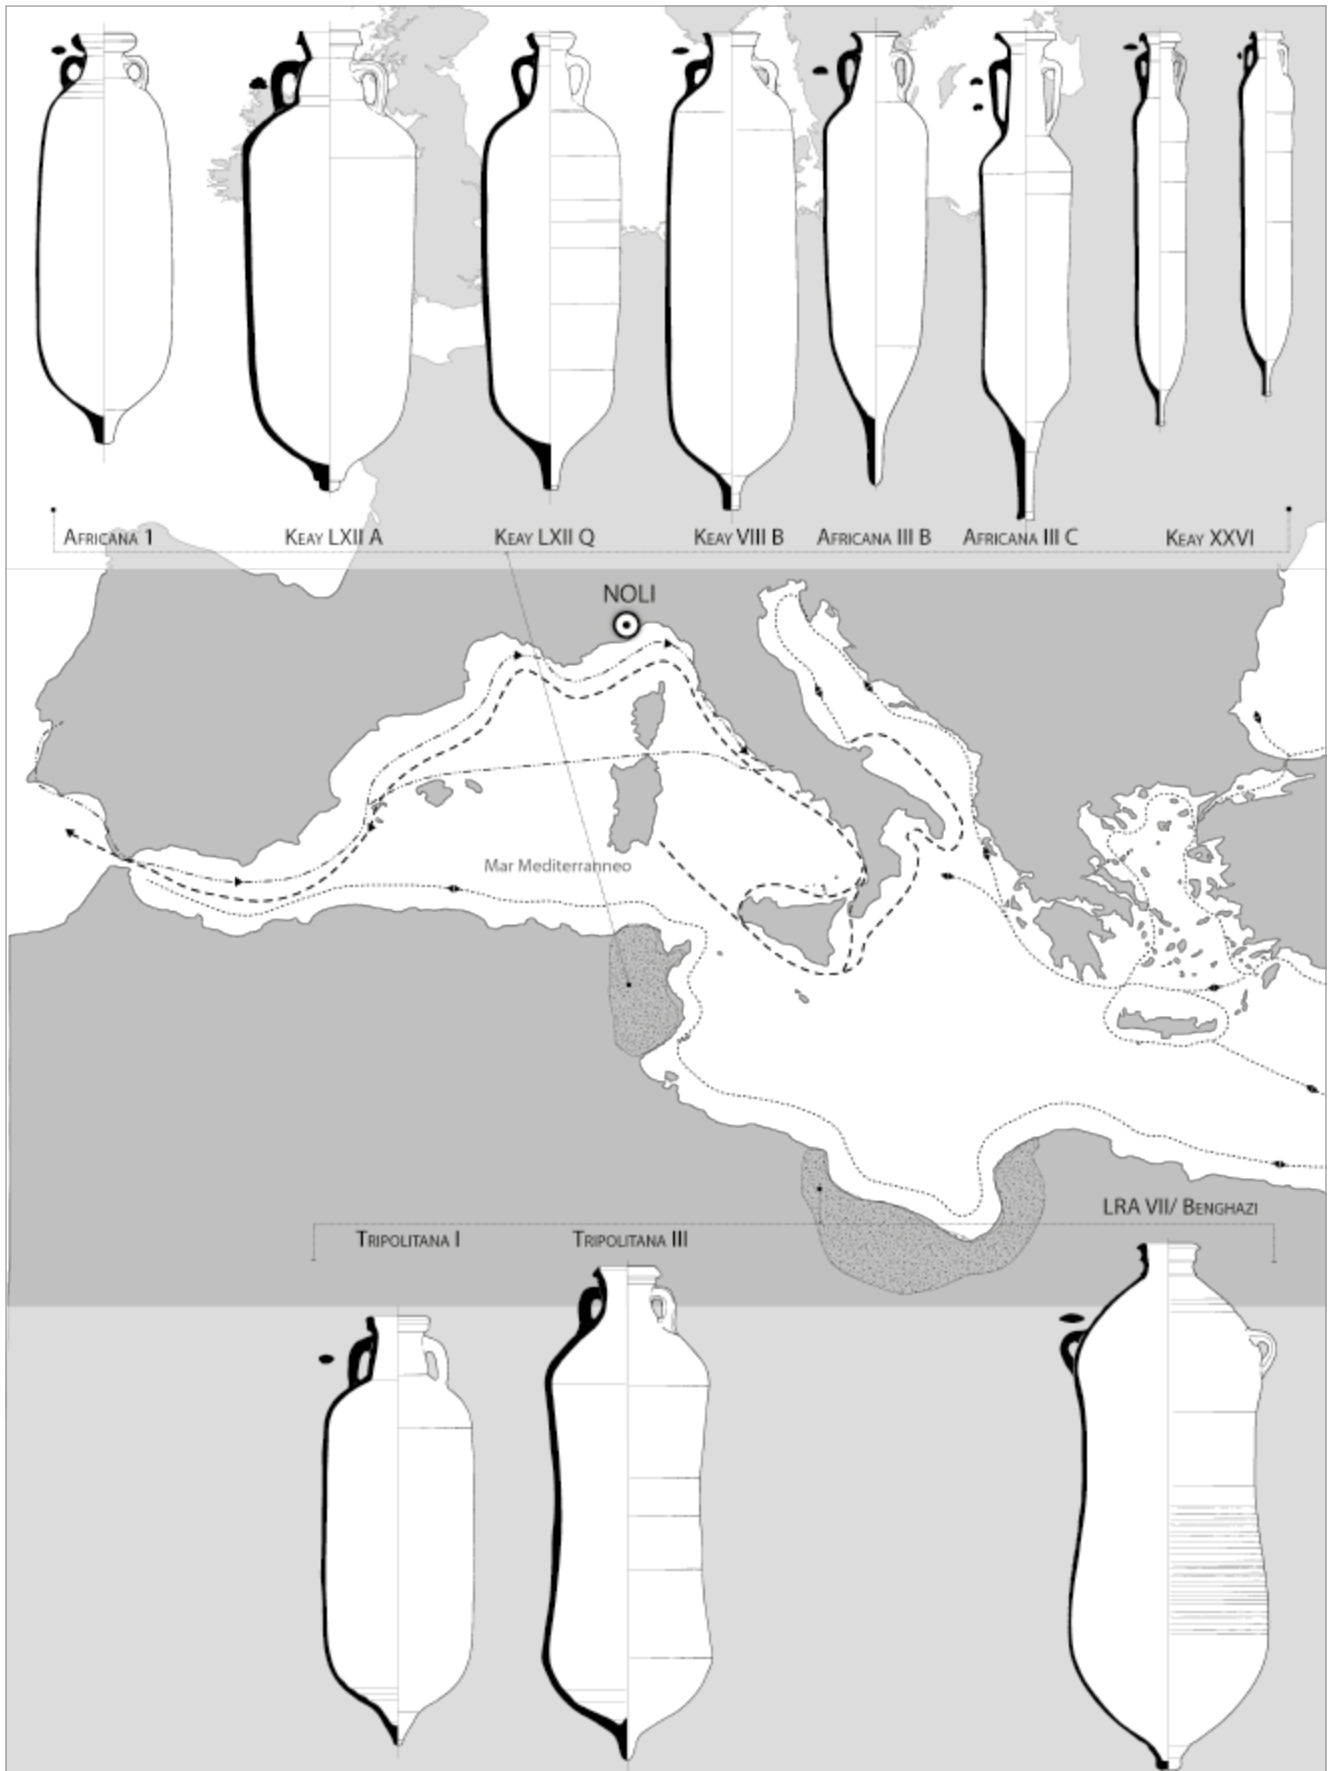 Africana 1
Keay LXII A
Keay LXII Q
Keay VIII B
Africana III B
Africana III C
Keay XXVI
NOLI
Mar Mediterranneo
LRA VII/ Benghazi
Tripolitana I
Tripolitana III